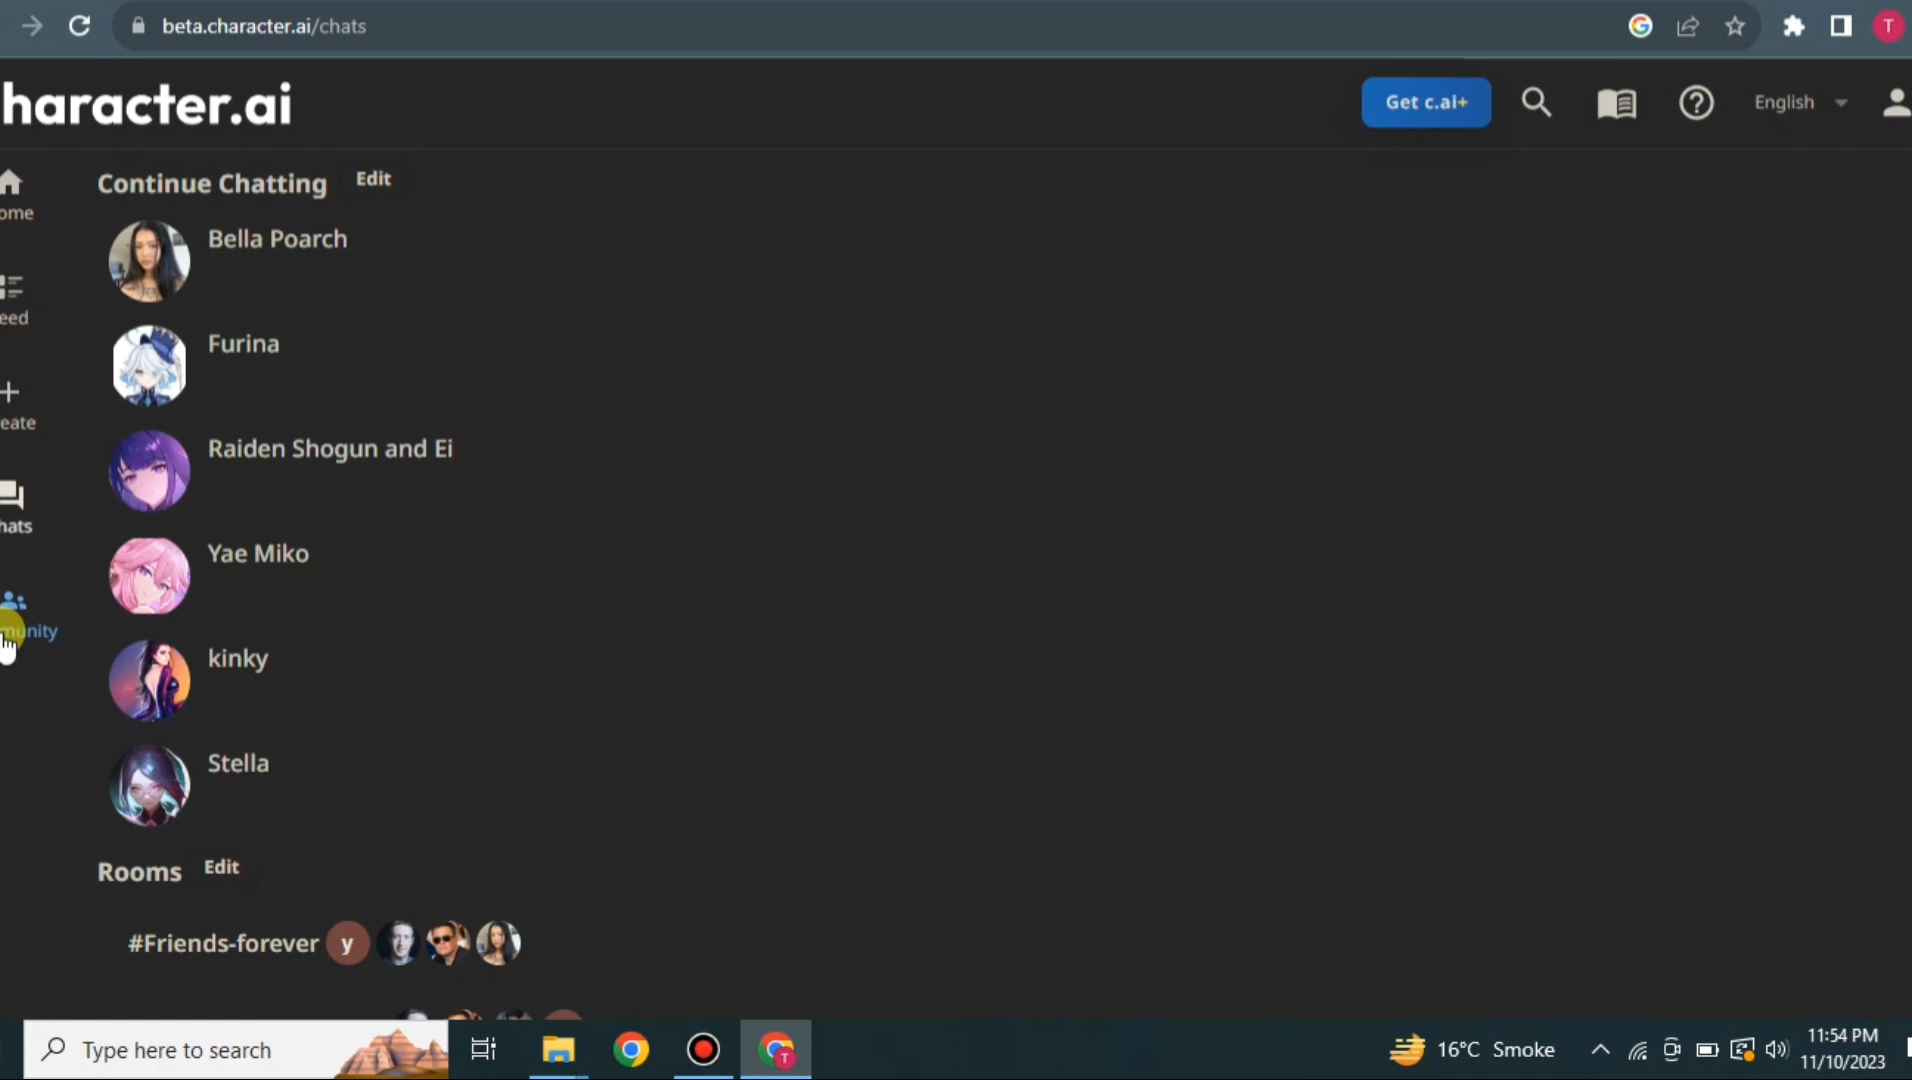 beta.character.ai/chats
T
haracter.ai
Get c.ai+
English
ome
eed
reate
hats
munity
Continue Chatting Edit
Bella Poarch
Furina
Raiden Shogun and Ei
Yae Miko
kinky
Stella
Rooms Edit
#Friends-forever y
Type here to search
T
16°C Smoke
11:54 PM
11/10/2023